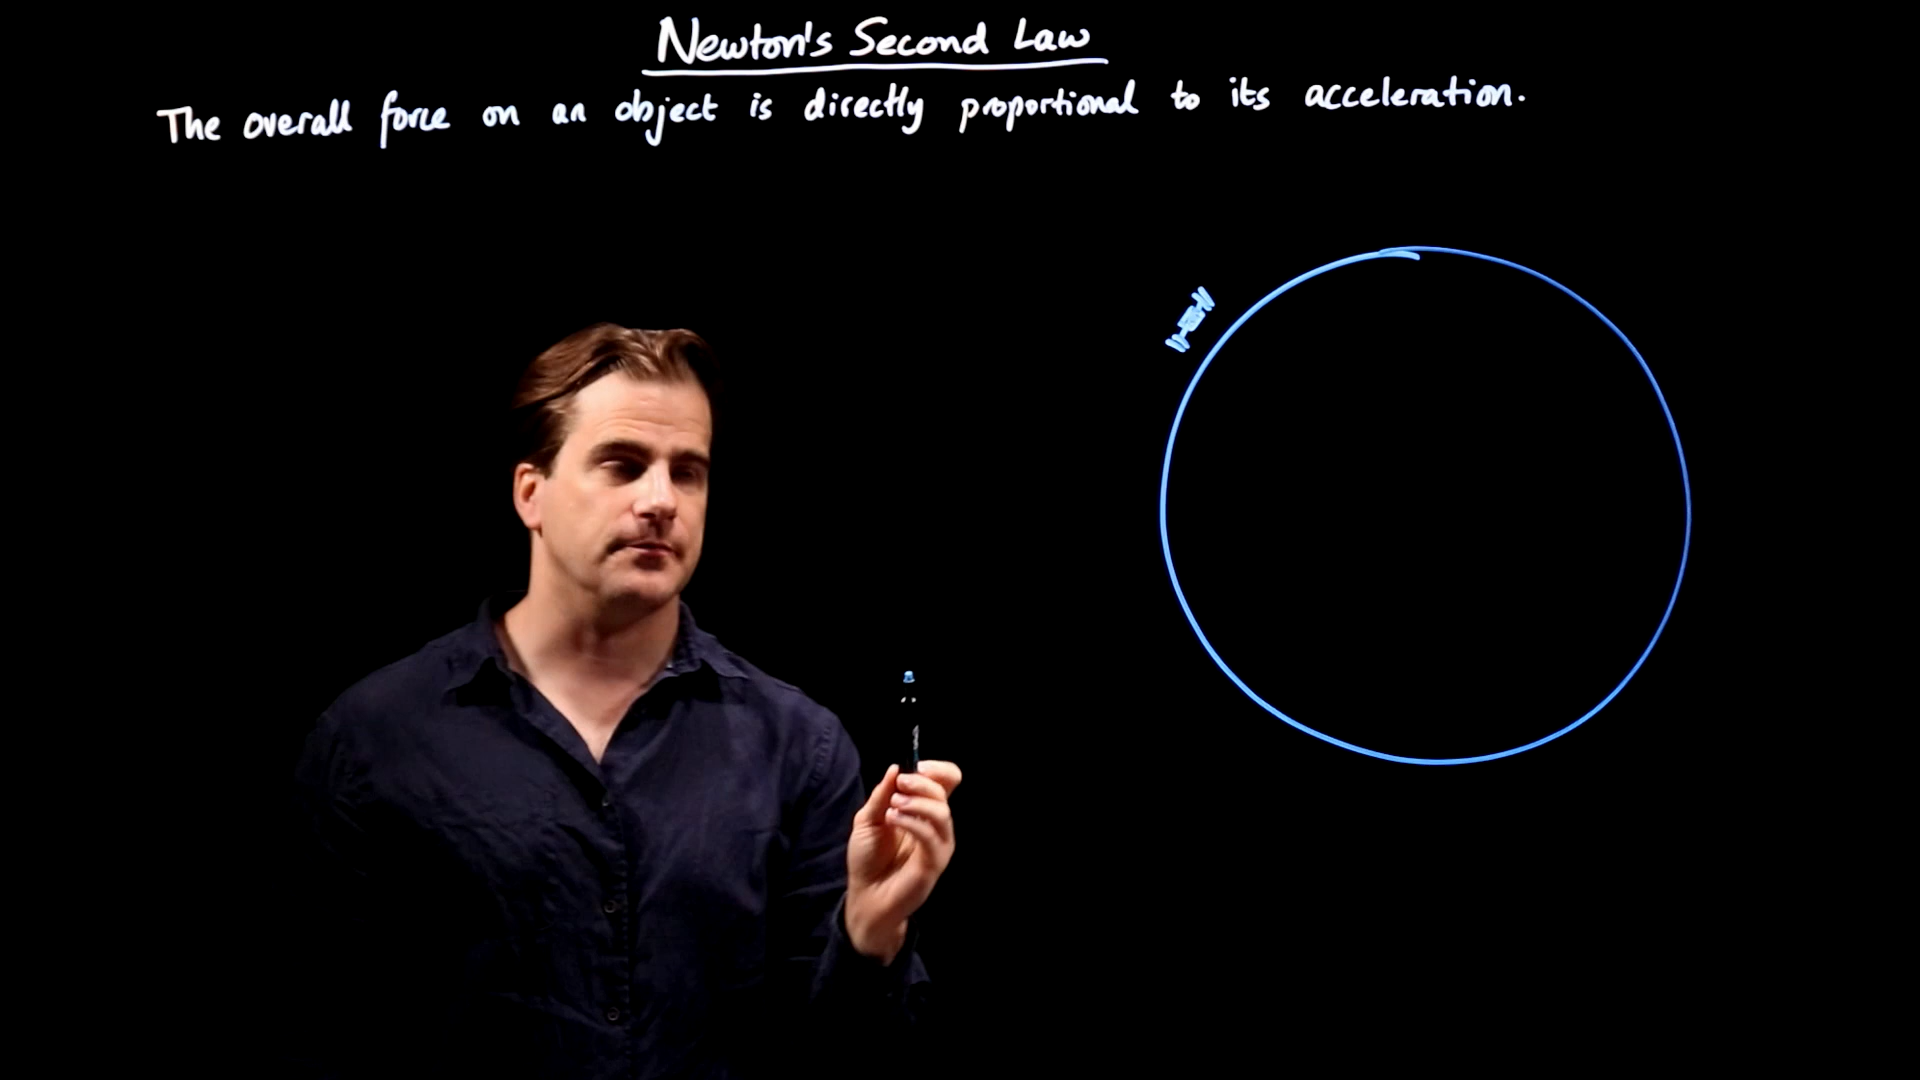 Newton's Second Law
The overall force on an object is directly proportional to its acceleration.